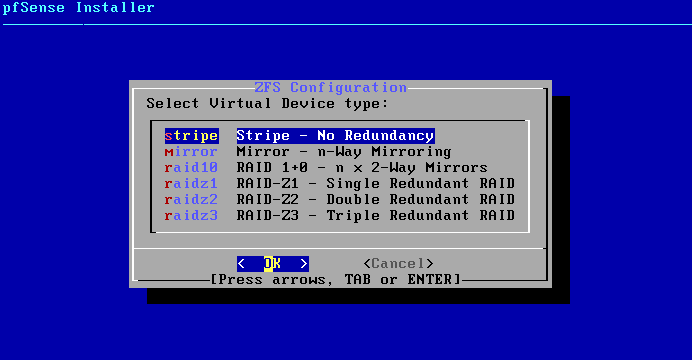 pfSense Installer
ZFS Configuration
Select Virtual Device type:
stripe Stripe - No Redundancy
mirror Mirror - n-Way Mirroring
raid10 RAID 1+0 - n x 2-Way Mirrors
raidz1 RAID-Z1 - Single Redundant RAID
raidz2 RAID-Z2 - Double Redundant RAID
raidz3 RAID-Z3 - Triple Redundant RAID
< OK > <Cancel>
[Press arrows, TAB or ENTER]